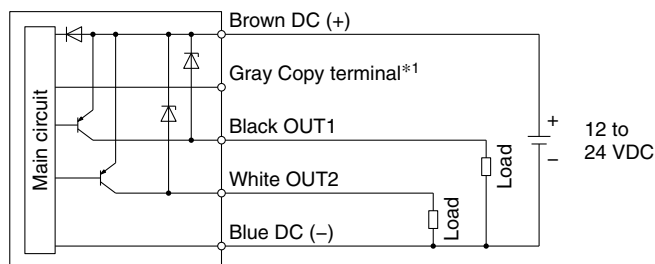 Brown DC (+)
Gray Copy terminal*1
Main circuit
Black OUT1
White OUT2
Blue DC (−)
Load
Load
+
−
12 to
24 VDC